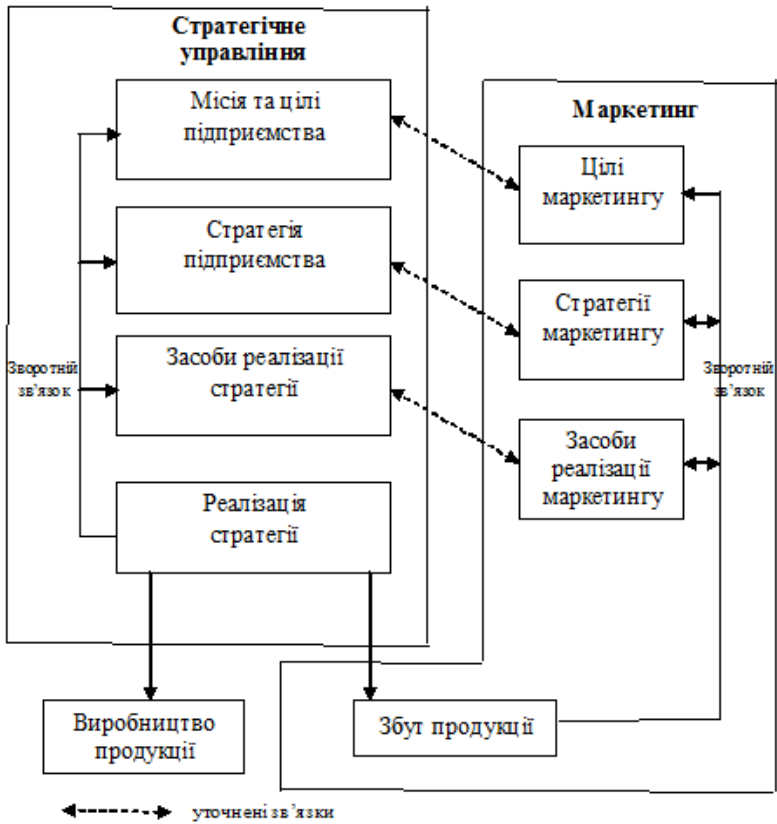 Стратегічне
управління
Місія та цілі
підприємства
Стратегія
підприємства
Зворотній
зв’язок
Засоби реалізації
стратегії
Реалізація
стратегії
Маркетинг
Цілі
маркетингу
Стратегії
маркетингу
Зворотній
зв’язок
Засоби
реалізації
маркетингу
Виробництво
продукції
Збут продукції
уточнені зв’язки